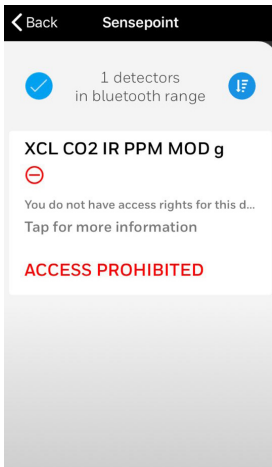 Back Sensepoint
1 detectors
in bluetooth range
XCL CO2 IR PPM MOD g
You do not have access rights for this d...
Tap for more information
ACCESS PROHIBITED